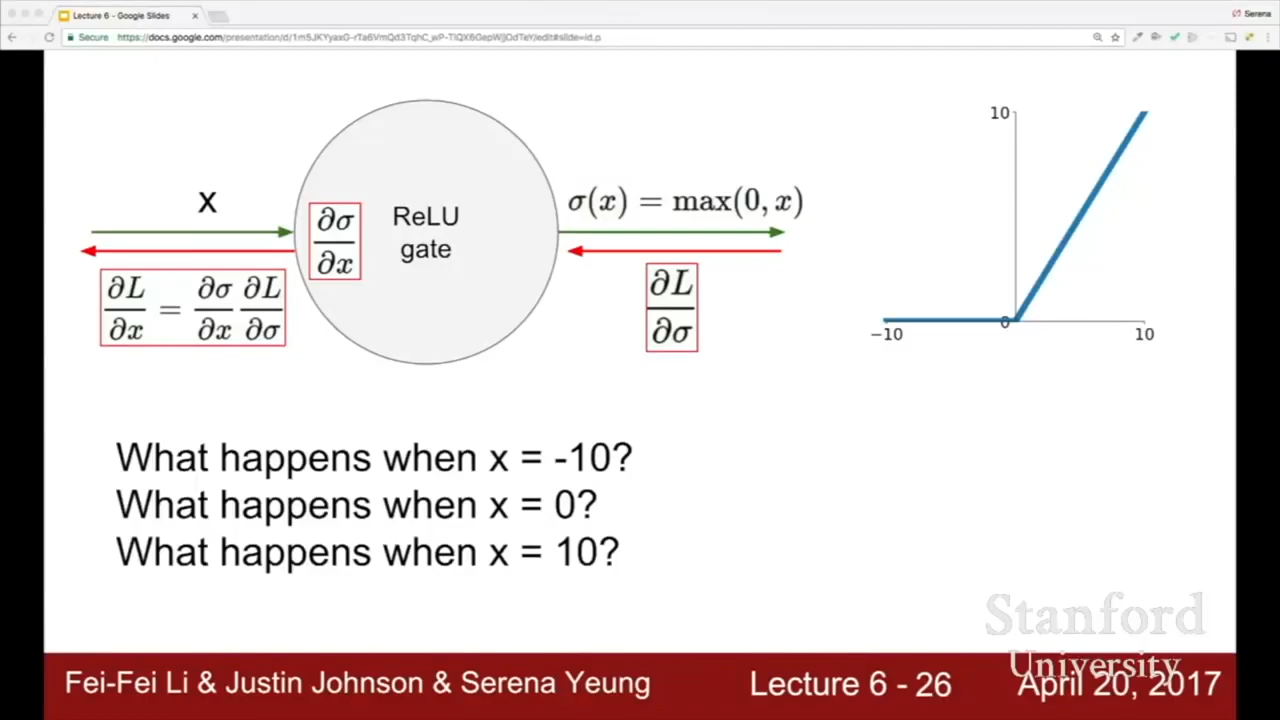 Lecture 6 - Google Slides
Serena
Secure
x
ReLU
gate
∂σ/∂x
σ(x) = max(0, x)
∂L/∂x = ∂σ/∂x ∂L/∂σ
∂L/∂σ
10
0
−10
10
What happens when x = -10?
What happens when x = 0?
What happens when x = 10?
Stanford
University
Fei-Fei Li & Justin Johnson & Serena Yeung
Lecture 6 - 26
April 20, 2017